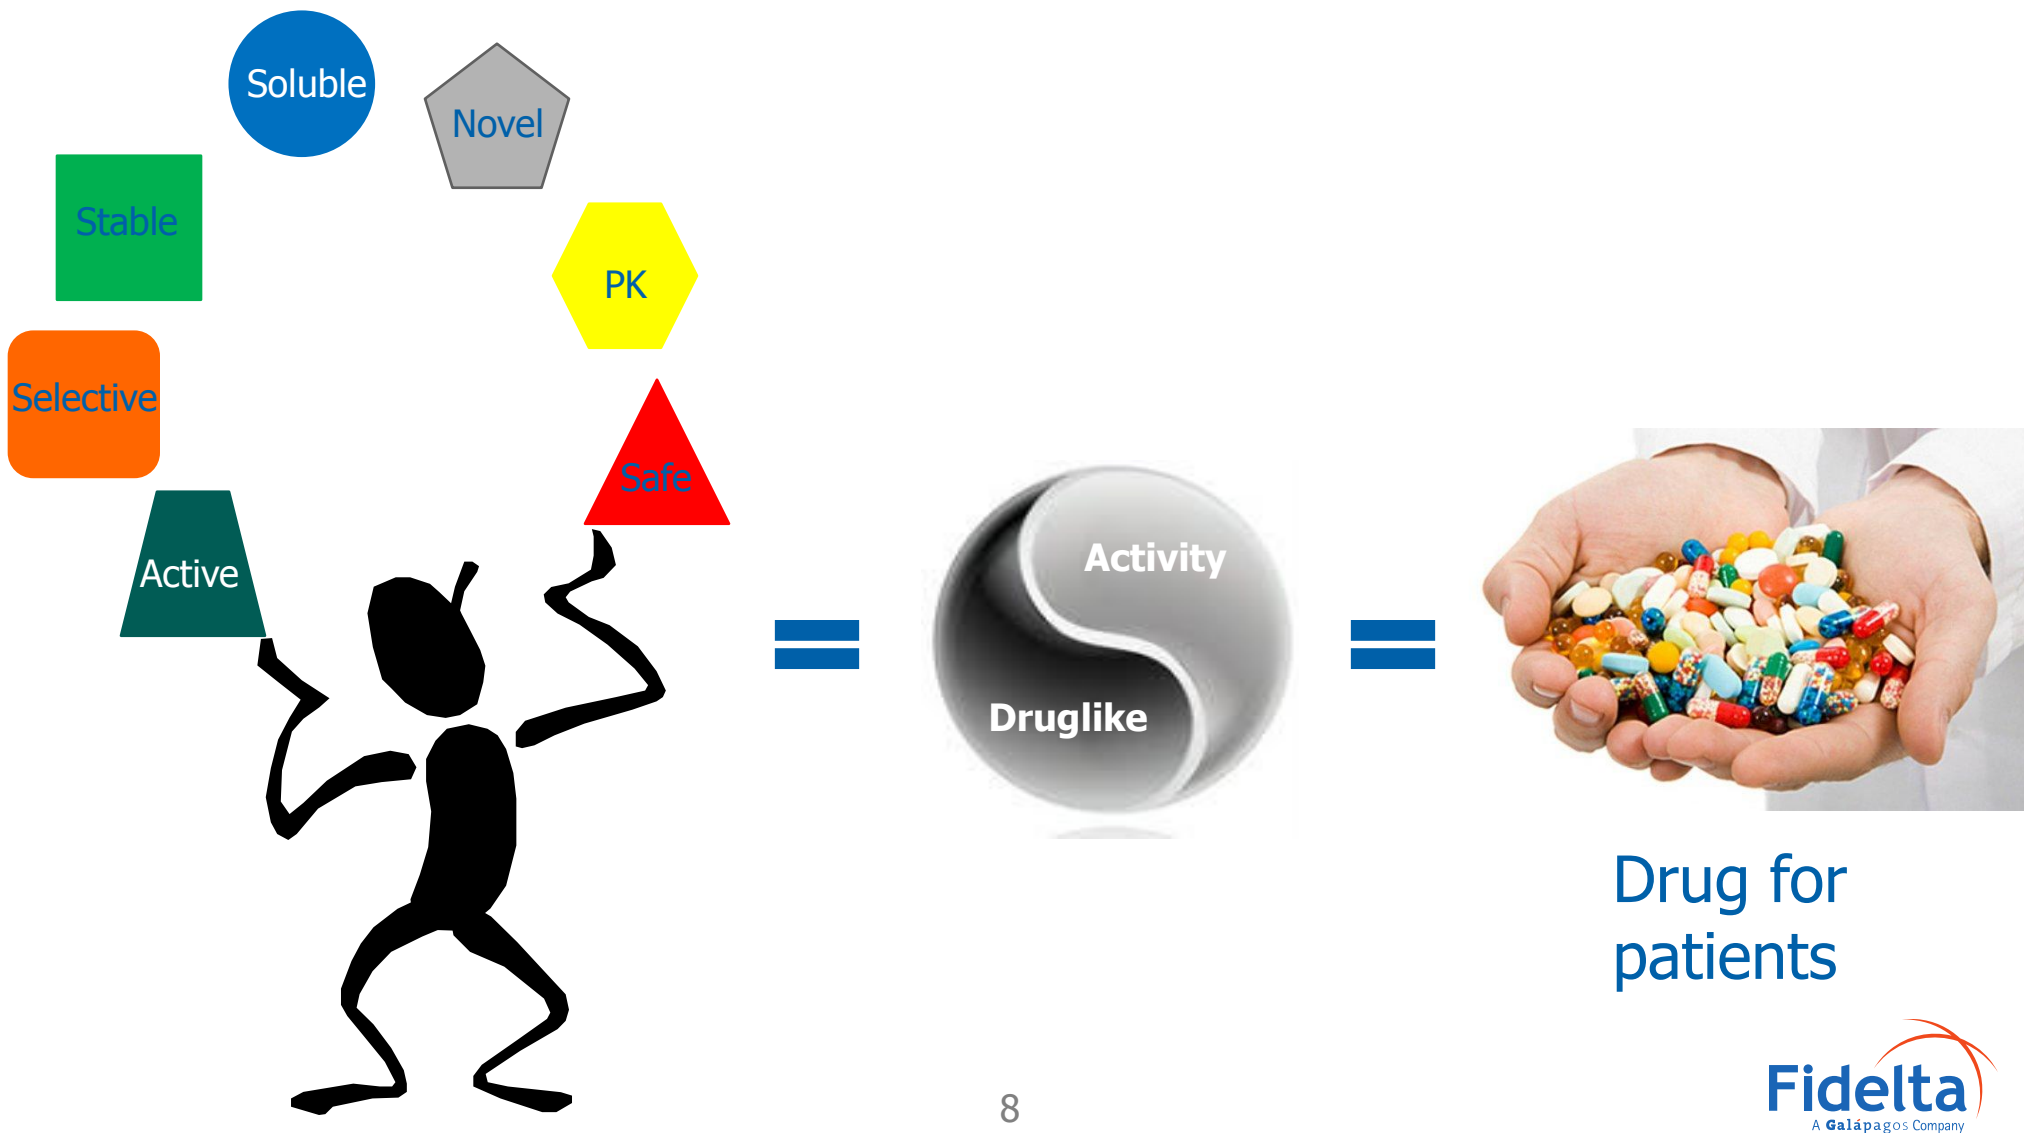 Soluble
Novel
Stable
PK
Selective
Safe
Active
Activity
Druglike
Drug for
patients
8
Fidelta
A Galápagos Company